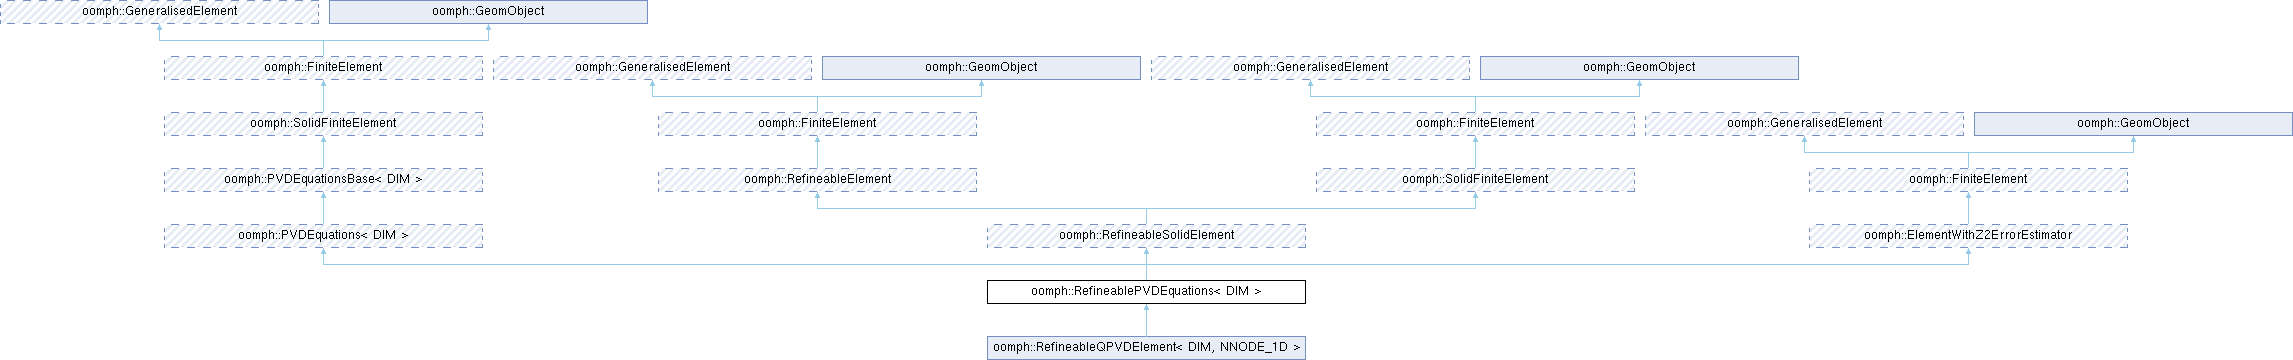 oomph::GeneralisedElement
oomph::GeomObject
oomph::FiniteElement
oomph::GeneralisedElement
oomph::GeomObject
oomph::GeneralisedElement
oomph::GeomObject
oomph::SolidFiniteElement
oomph::FiniteElement
oomph::FiniteElement
oomph::GeneralisedElement
oomph::GeomObject
oomph::PVDEquationsBase< DIM >
oomph::RefineableElement
oomph::SolidFiniteElement
oomph::FiniteElement
oomph::PVDEquations< DIM >
oomph::RefineableSolidElement
oomph::ElementWithZ2ErrorEstimator
oomph::RefineablePVDEquations< DIM >
oomph::RefineableQPVDElement< DIM, NNODE_1D >